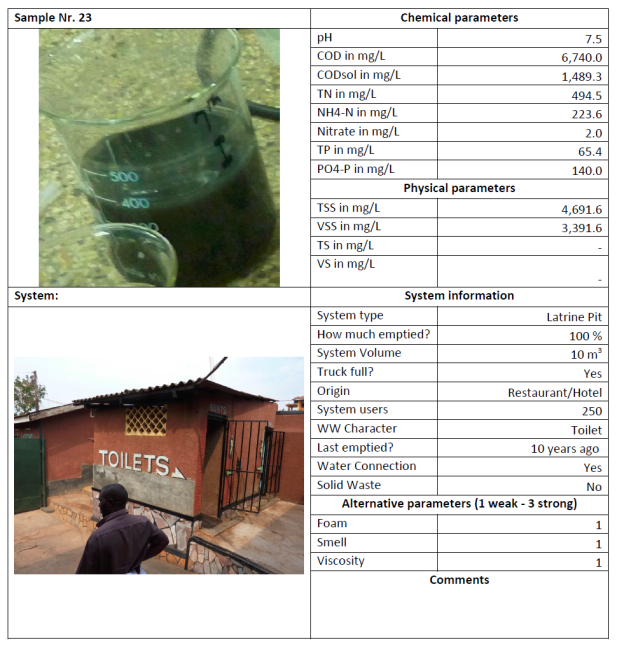 Sample Nr. 23
Chemical parameters
pH 7.5
COD in mg/L 6,740.0
CODsol in mg/L 1,489.3
TN in mg/L 494.5
NH4-N in mg/L 223.6
Nitrate in mg/L 2.0
TP in mg/L 65.4
PO4-P in mg/L 140.0
Physical parameters
TSS in mg/L 4,691.6
VSS in mg/L 3,391.6
TS in mg/L -
VS in mg/L -
500
400
System:
System information
System type Latrine Pit
How much emptied? 100 %
System Volume 10 m³
Truck full? Yes
Origin Restaurant/Hotel
System users 250
WW Character Toilet
Last emptied? 10 years ago
Water Connection Yes
Solid Waste No
Alternative parameters (1 weak - 3 strong)
Foam 1
Smell 1
Viscosity 1
Comments
TOILETS